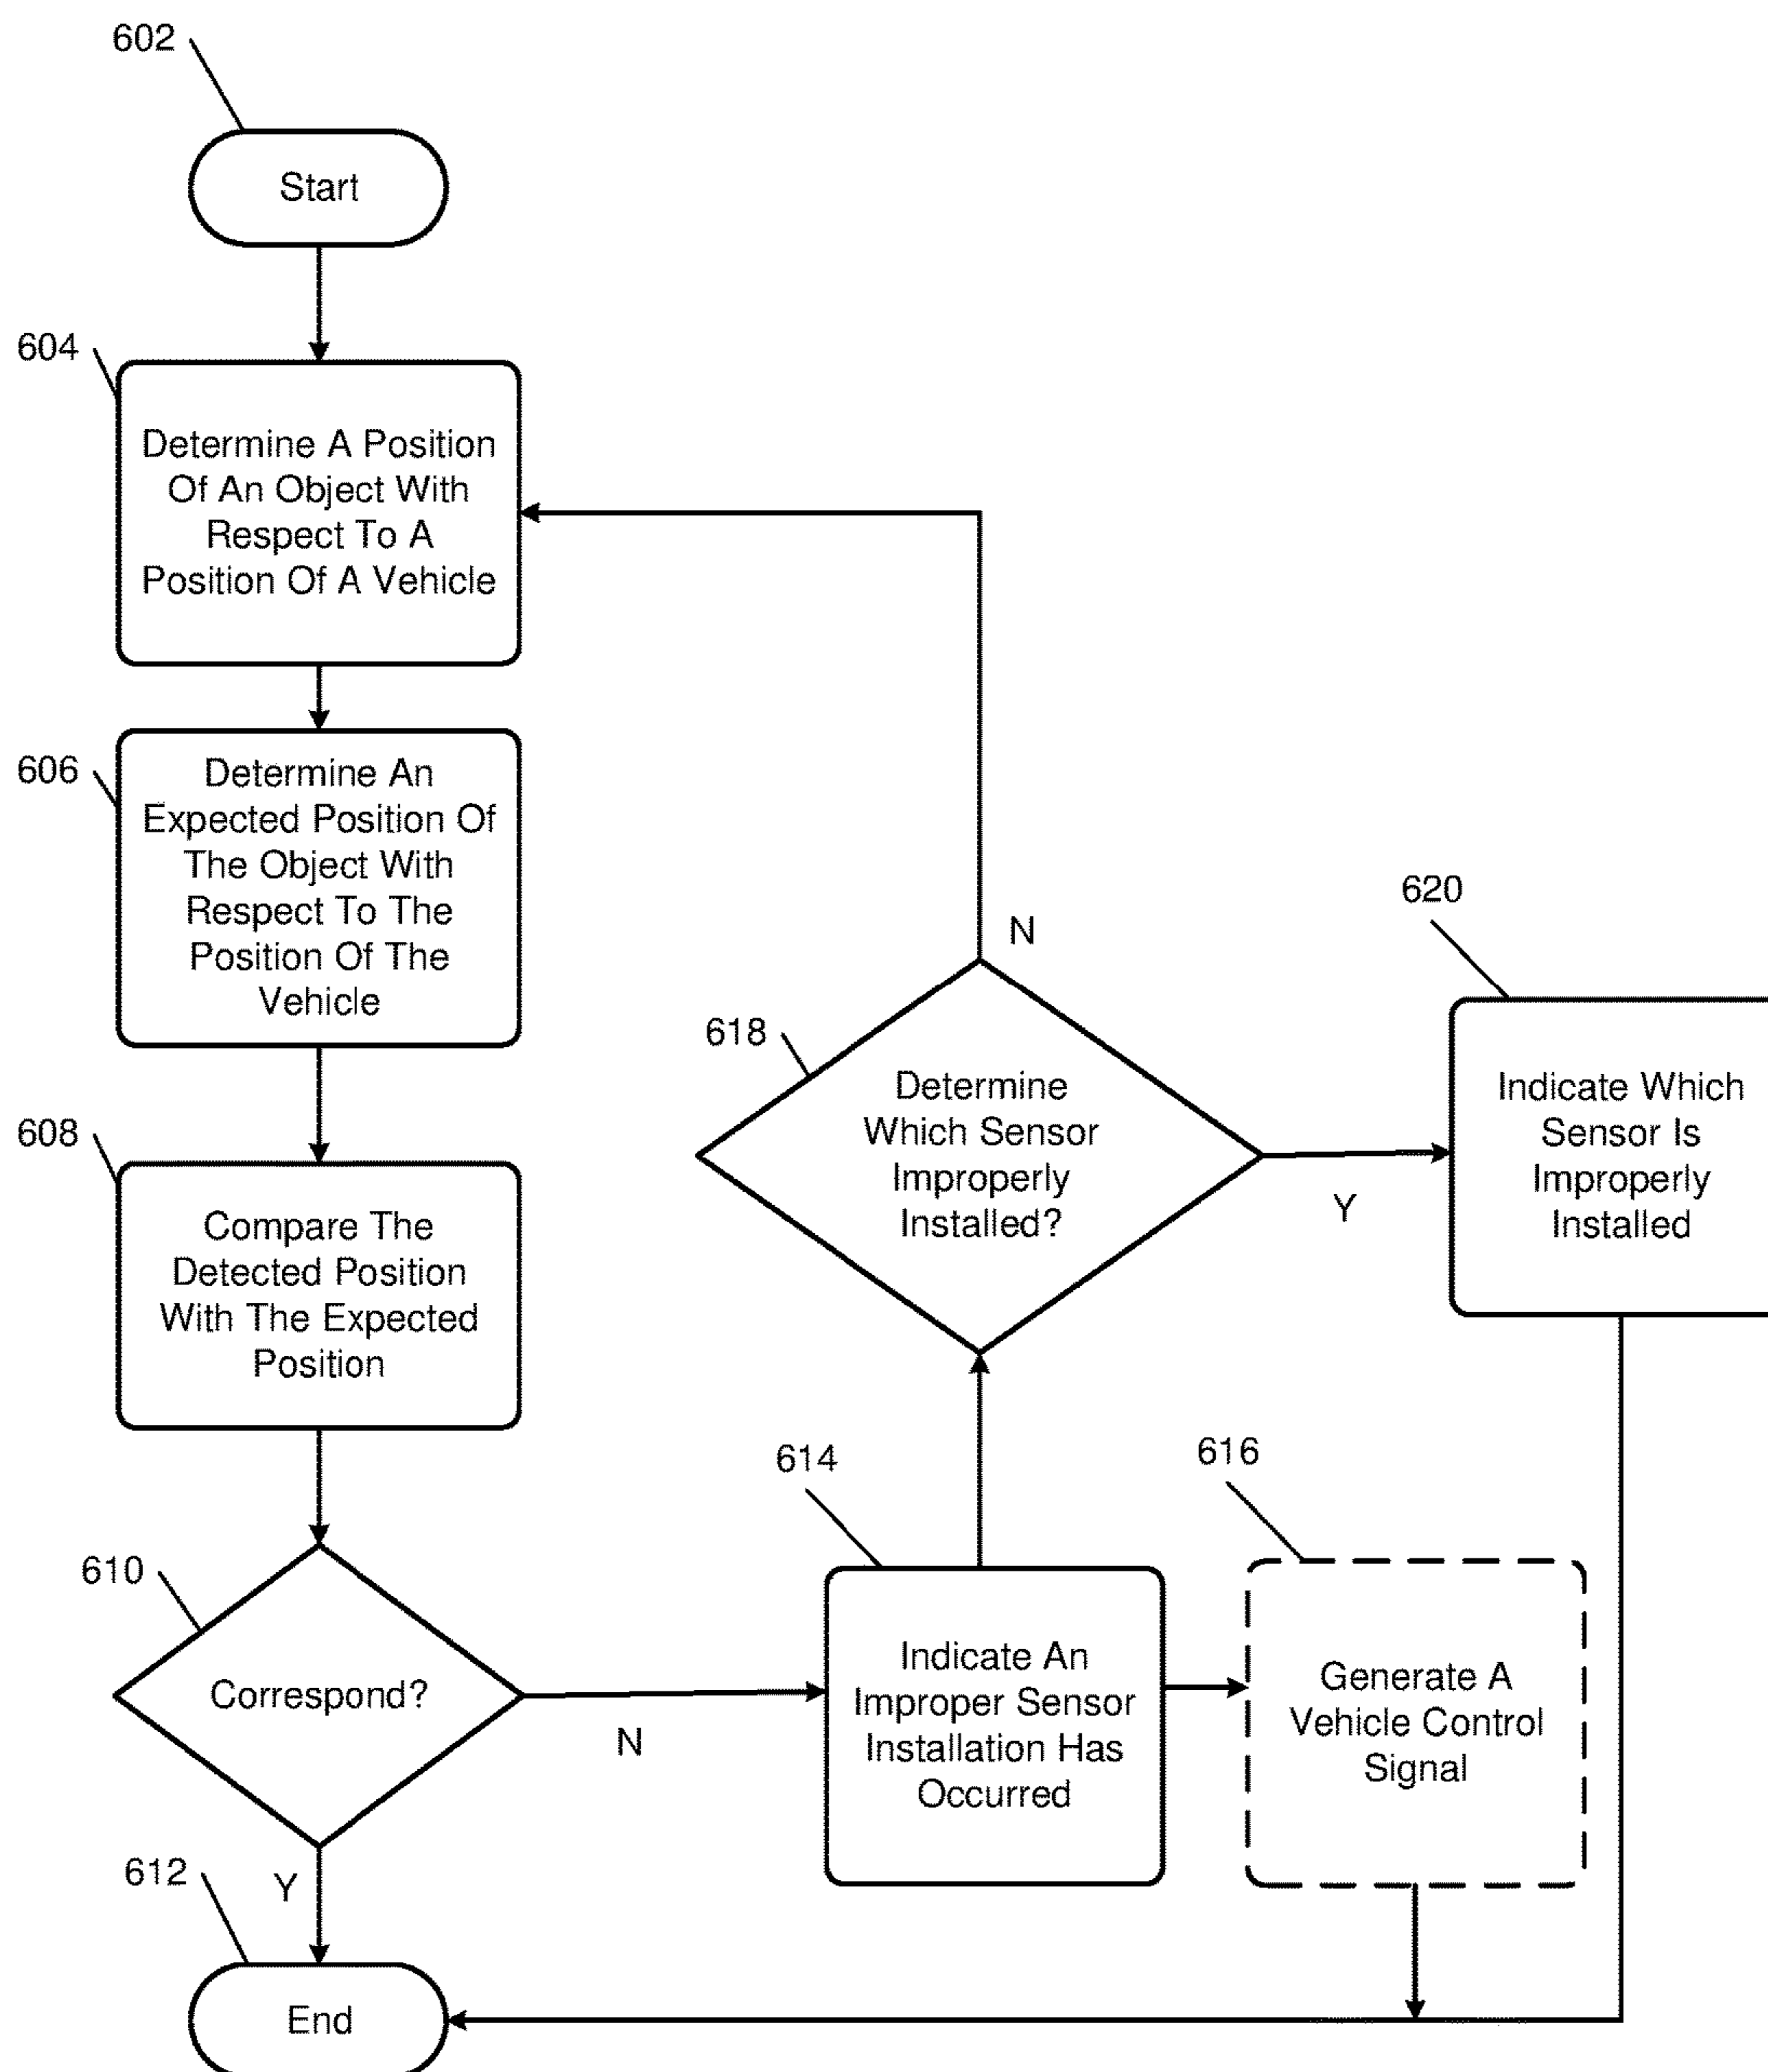 602
Start
604
Determine A Position
Of An Object With
Respect To A
Position Of A Vehicle
606
Determine An
Expected Position Of
The Object With
Respect To The
Position Of The
Vehicle
608
Compare The
Detected Position
With The Expected
Position
610
Correspond?
N
Y
612
End
614
Indicate An
Improper Sensor
Installation Has
Occurred
616
Generate A
Vehicle Control
Signal
618
Determine
Which Sensor
Improperly
Installed?
N
Y
620
Indicate Which
Sensor Is
Improperly
Installed